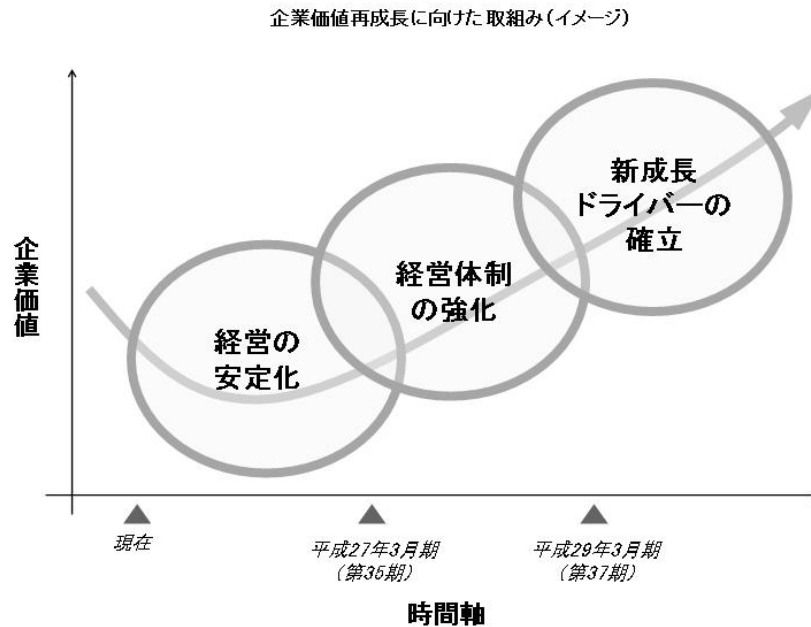 企業価値再成長に向けた取組み（イメージ）
企業価値
経営の
安定化
経営体制
の強化
新成長
ドライバーの
確立
現在
平成27年3月期
（第35期）
平成29年3月期
（第37期）
時間軸